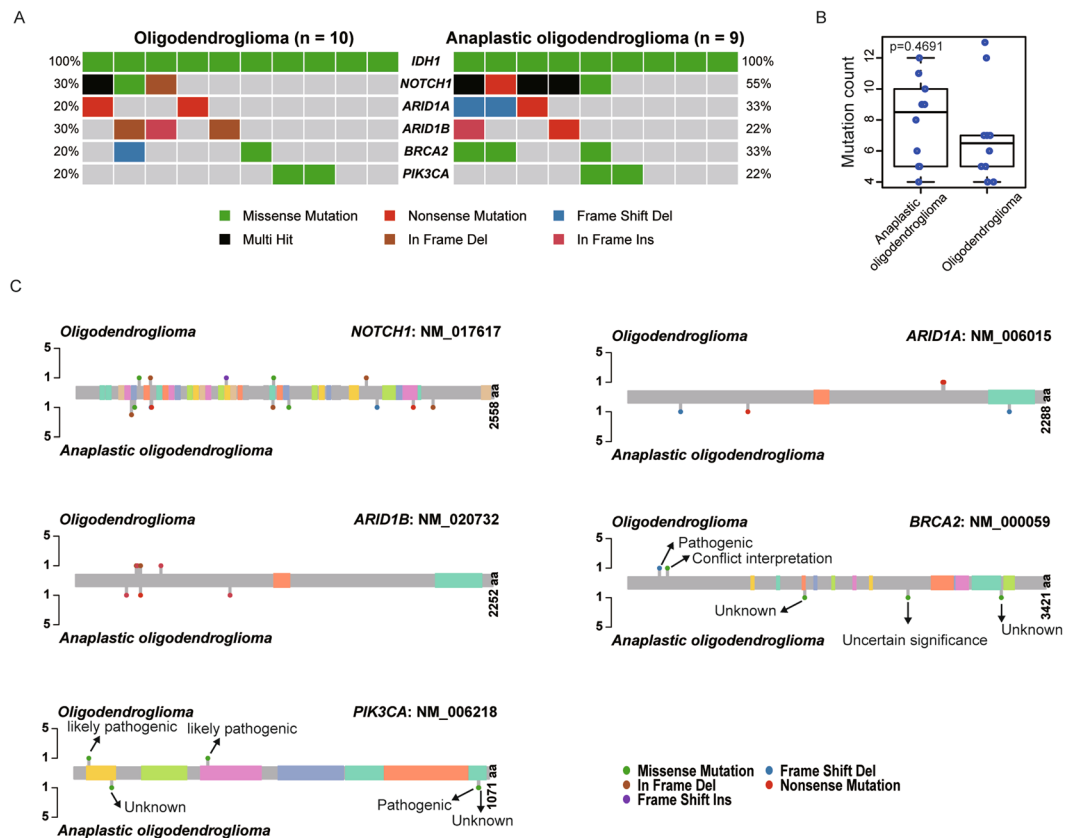 A
Oligodendroglioma (n = 10)
Anaplastic oligodendroglioma (n = 9)
100% IDH1 100%
30% NOTCH1 55%
20% ARID1A 33%
30% ARID1B 22%
20% BRCA2 33%
20% PIK3CA 22%
Missense Mutation
Nonsense Mutation
Frame Shift Del
Multi Hit
In Frame Del
In Frame Ins
B
p=0.4691
Mutation count
12
10
8
6
4
Anaplastic
oligodendroglioma
Oligodendroglioma
C
Oligodendroglioma
NOTCH1: NM_017617
5
1
1
5
2558 aa
Anaplastic oligodendroglioma
Oligodendroglioma
ARID1A: NM_006015
5
1
1
5
2288 aa
Anaplastic oligodendroglioma
Oligodendroglioma
ARID1B: NM_020732
5
1
1
5
2252 aa
Anaplastic oligodendroglioma
Oligodendroglioma
BRCA2: NM_000059
5
Pathogenic
Conflict interpretation
1
1
5
3421 aa
Unknown
Uncertain significance
Unknown
Anaplastic oligodendroglioma
Oligodendroglioma
PIK3CA: NM_006218
5
likely pathogenic
likely pathogenic
1
1
5
1071 aa
Unknown
Pathogenic
Unknown
Anaplastic oligodendroglioma
Missense Mutation
Frame Shift Del
In Frame Del
Nonsense Mutation
Frame Shift Ins